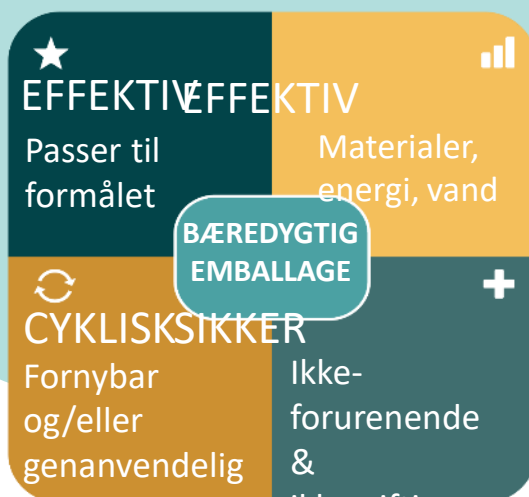 EFFEKTIV
Passer til
formålet
EFFEKTIV
Materialer,
energi, vand
BÆREDYGTIG
EMBALLAGE
CYKLISK
Fornybar
og/eller
genanvendelig
SIKKER
Ikke-
forurenende
&